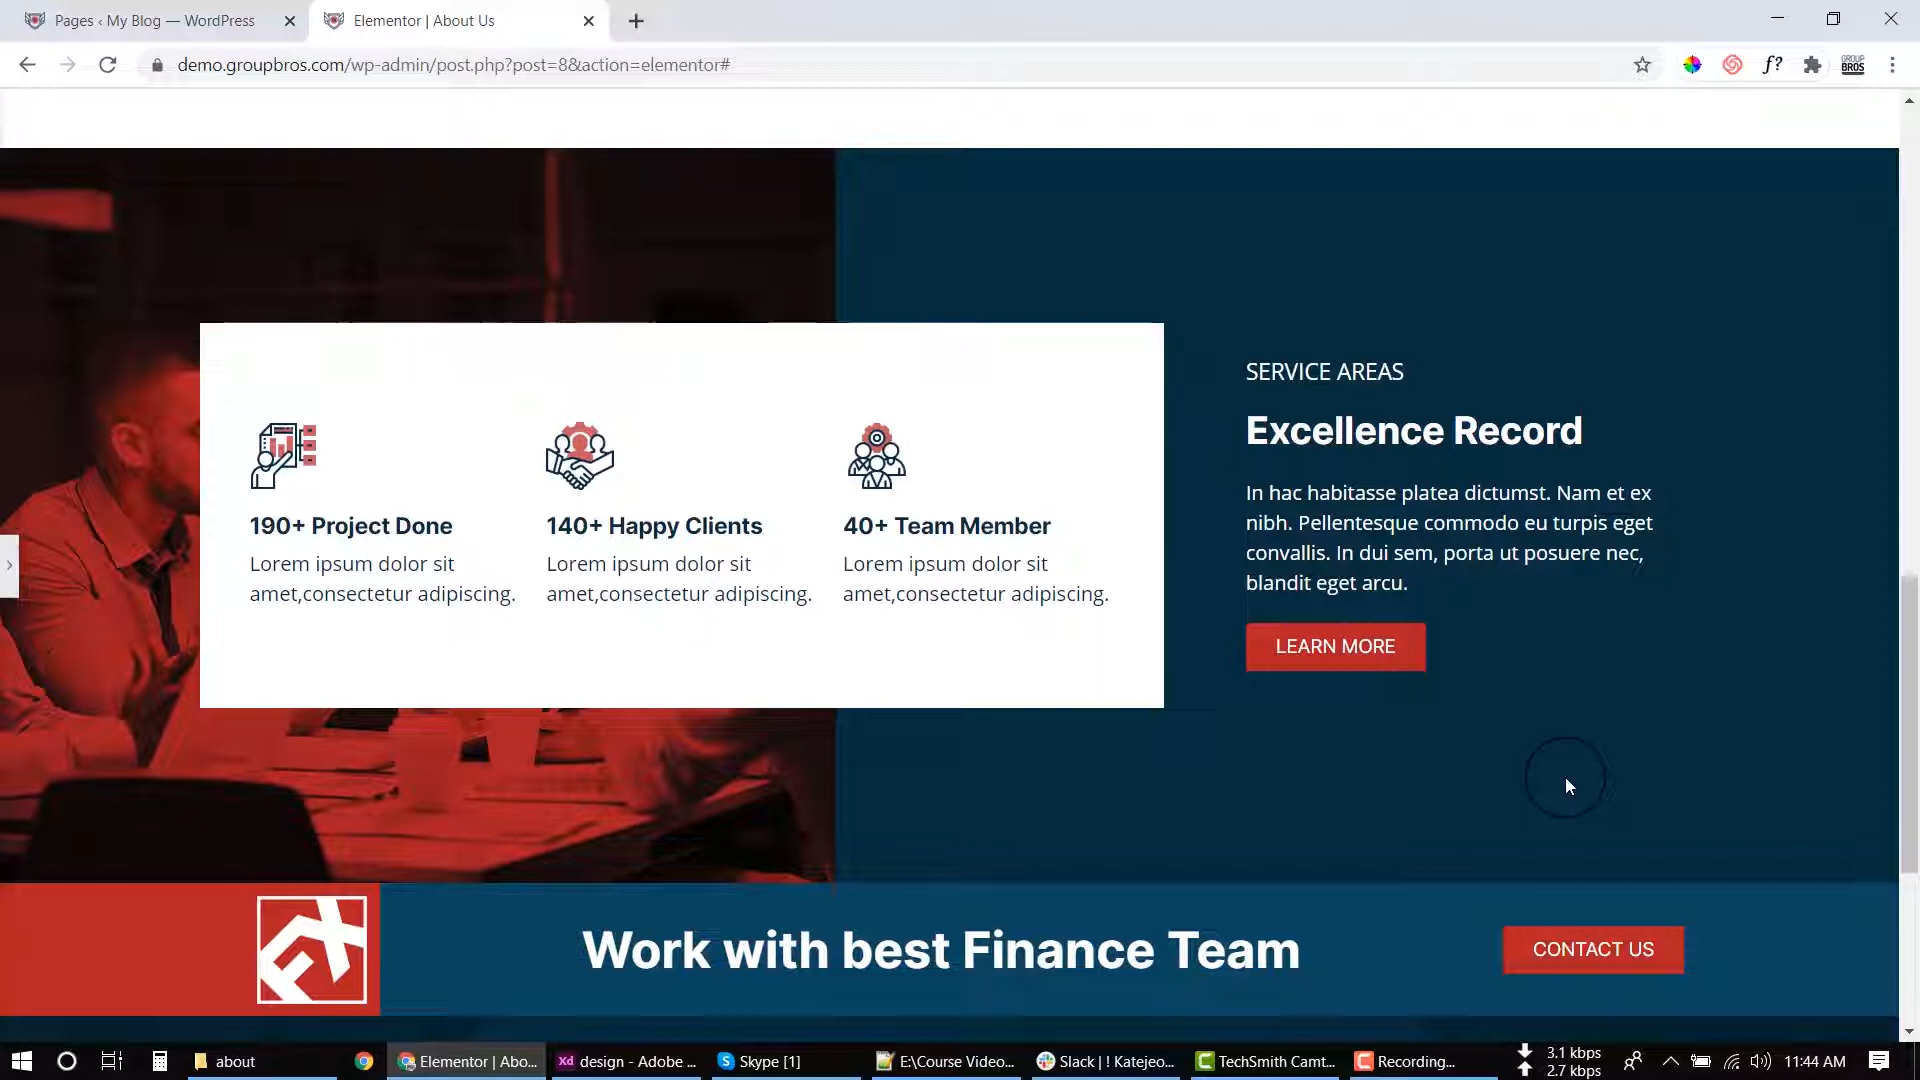 Pages ‹ My Blog — WordPress
Elementor | About Us
demo.groupbros.com/wp-admin/post.php?post=8&action=elementor#
f?
GROUP
BROS
190+ Project Done
Lorem ipsum dolor sit
amet,consectetur adipiscing.
140+ Happy Clients
Lorem ipsum dolor sit
amet,consectetur adipiscing.
40+ Team Member
Lorem ipsum dolor sit
amet,consectetur adipiscing.
SERVICE AREAS
Excellence Record
In hac habitasse platea dictumst. Nam et ex
nibh. Pellentesque commodo eu turpis eget
convallis. In dui sem, porta ut posuere nec,
blandit eget arcu.
LEARN MORE
Work with best Finance Team
CONTACT US
about
Elementor | Abo...
Xd
design - Adobe ...
S
Skype [1]
E:\Course Video...
Slack | ! Katejeo...
C
TechSmith Camt...
C
Recording...
3.1 kbps
2.7 kbps
11:44 AM